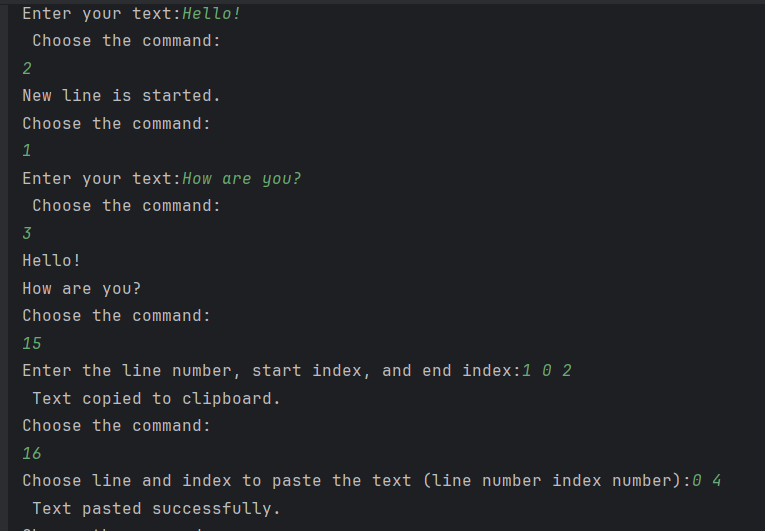 Enter your text:Hello!
Choose the command:
2
New line is started.
Choose the command:
1
Enter your text:How are you?
Choose the command:
3
Hello!
How are you?
Choose the command:
15
Enter the line number, start index, and end index:1 0 2
Text copied to clipboard.
Choose the command:
16
Choose line and index to paste the text (line number index number):0 4
Text pasted successfully.